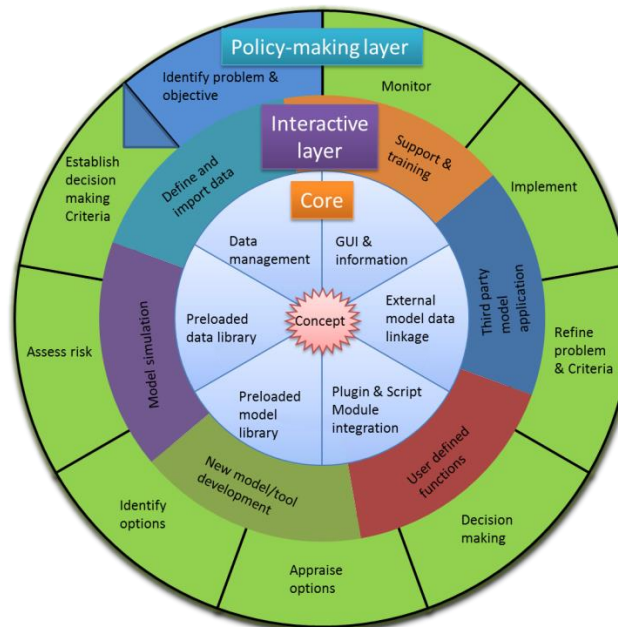 Policy-making layer
Identify problem &
objective
Monitor
Interactive
layer
Support &
training
Define and
import data
Establish
decision
making
Criteria
Implement
Core
Data
management
GUI &
information
Third party
model
application
Preloaded
data library
Concept
External
model data
linkage
Model simulation
Assess risk
Refine
problem
& Criteria
Preloaded
model
library
Plugin & Script
Module
integration
New model/tool
development
User defined
functions
Identify
options
Decision
making
Appraise
options